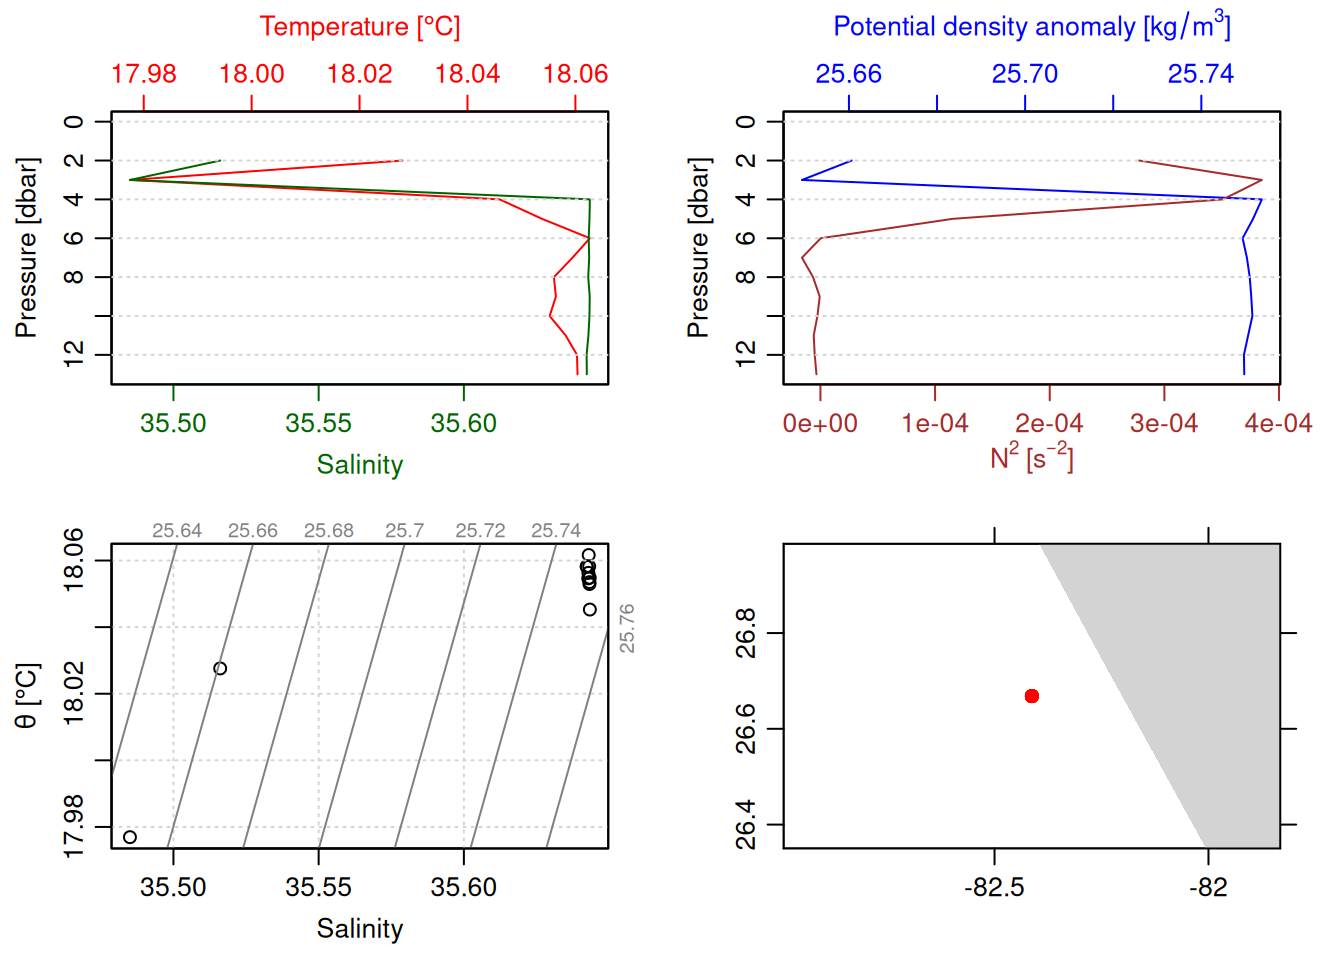 Temperature [°C]
17.98 18.00 18.02 18.04 18.06
Pressure [dbar]
0
2
4
6
8
12
35.50 35.55 35.60
Salinity
Potential density anomaly [kg/m³]
25.66 25.70 25.74
Pressure [dbar]
0
2
4
6
8
12
0e+00 1e-04 2e-04 3e-04 4e-04
N² [s⁻²]
25.64 25.66 25.68 25.7 25.72 25.74
25.76
θ [°C]
18.06
18.02
17.98
35.50 35.55 35.60
Salinity
26.8
26.6
26.4
-82.5 -82